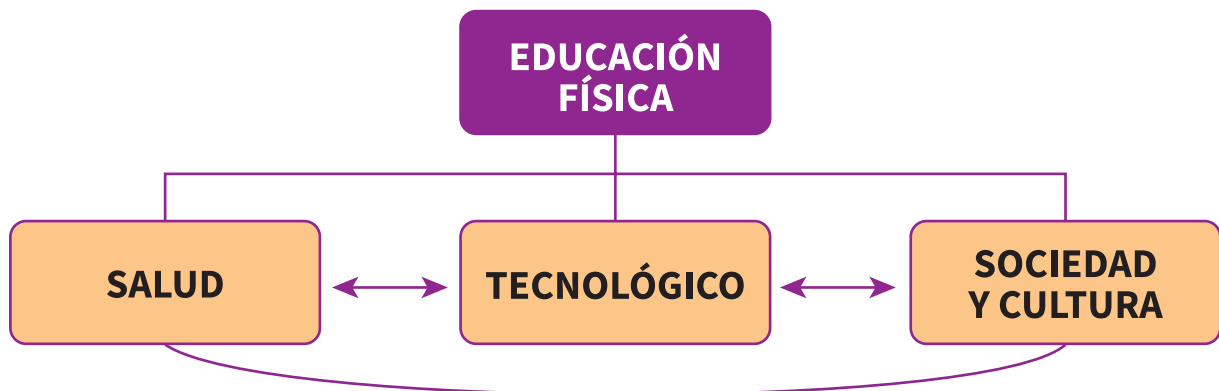 EDUCACIÓN
FÍSICA
SALUD
TECNOLÓGICO
SOCIEDAD
Y CULTURA